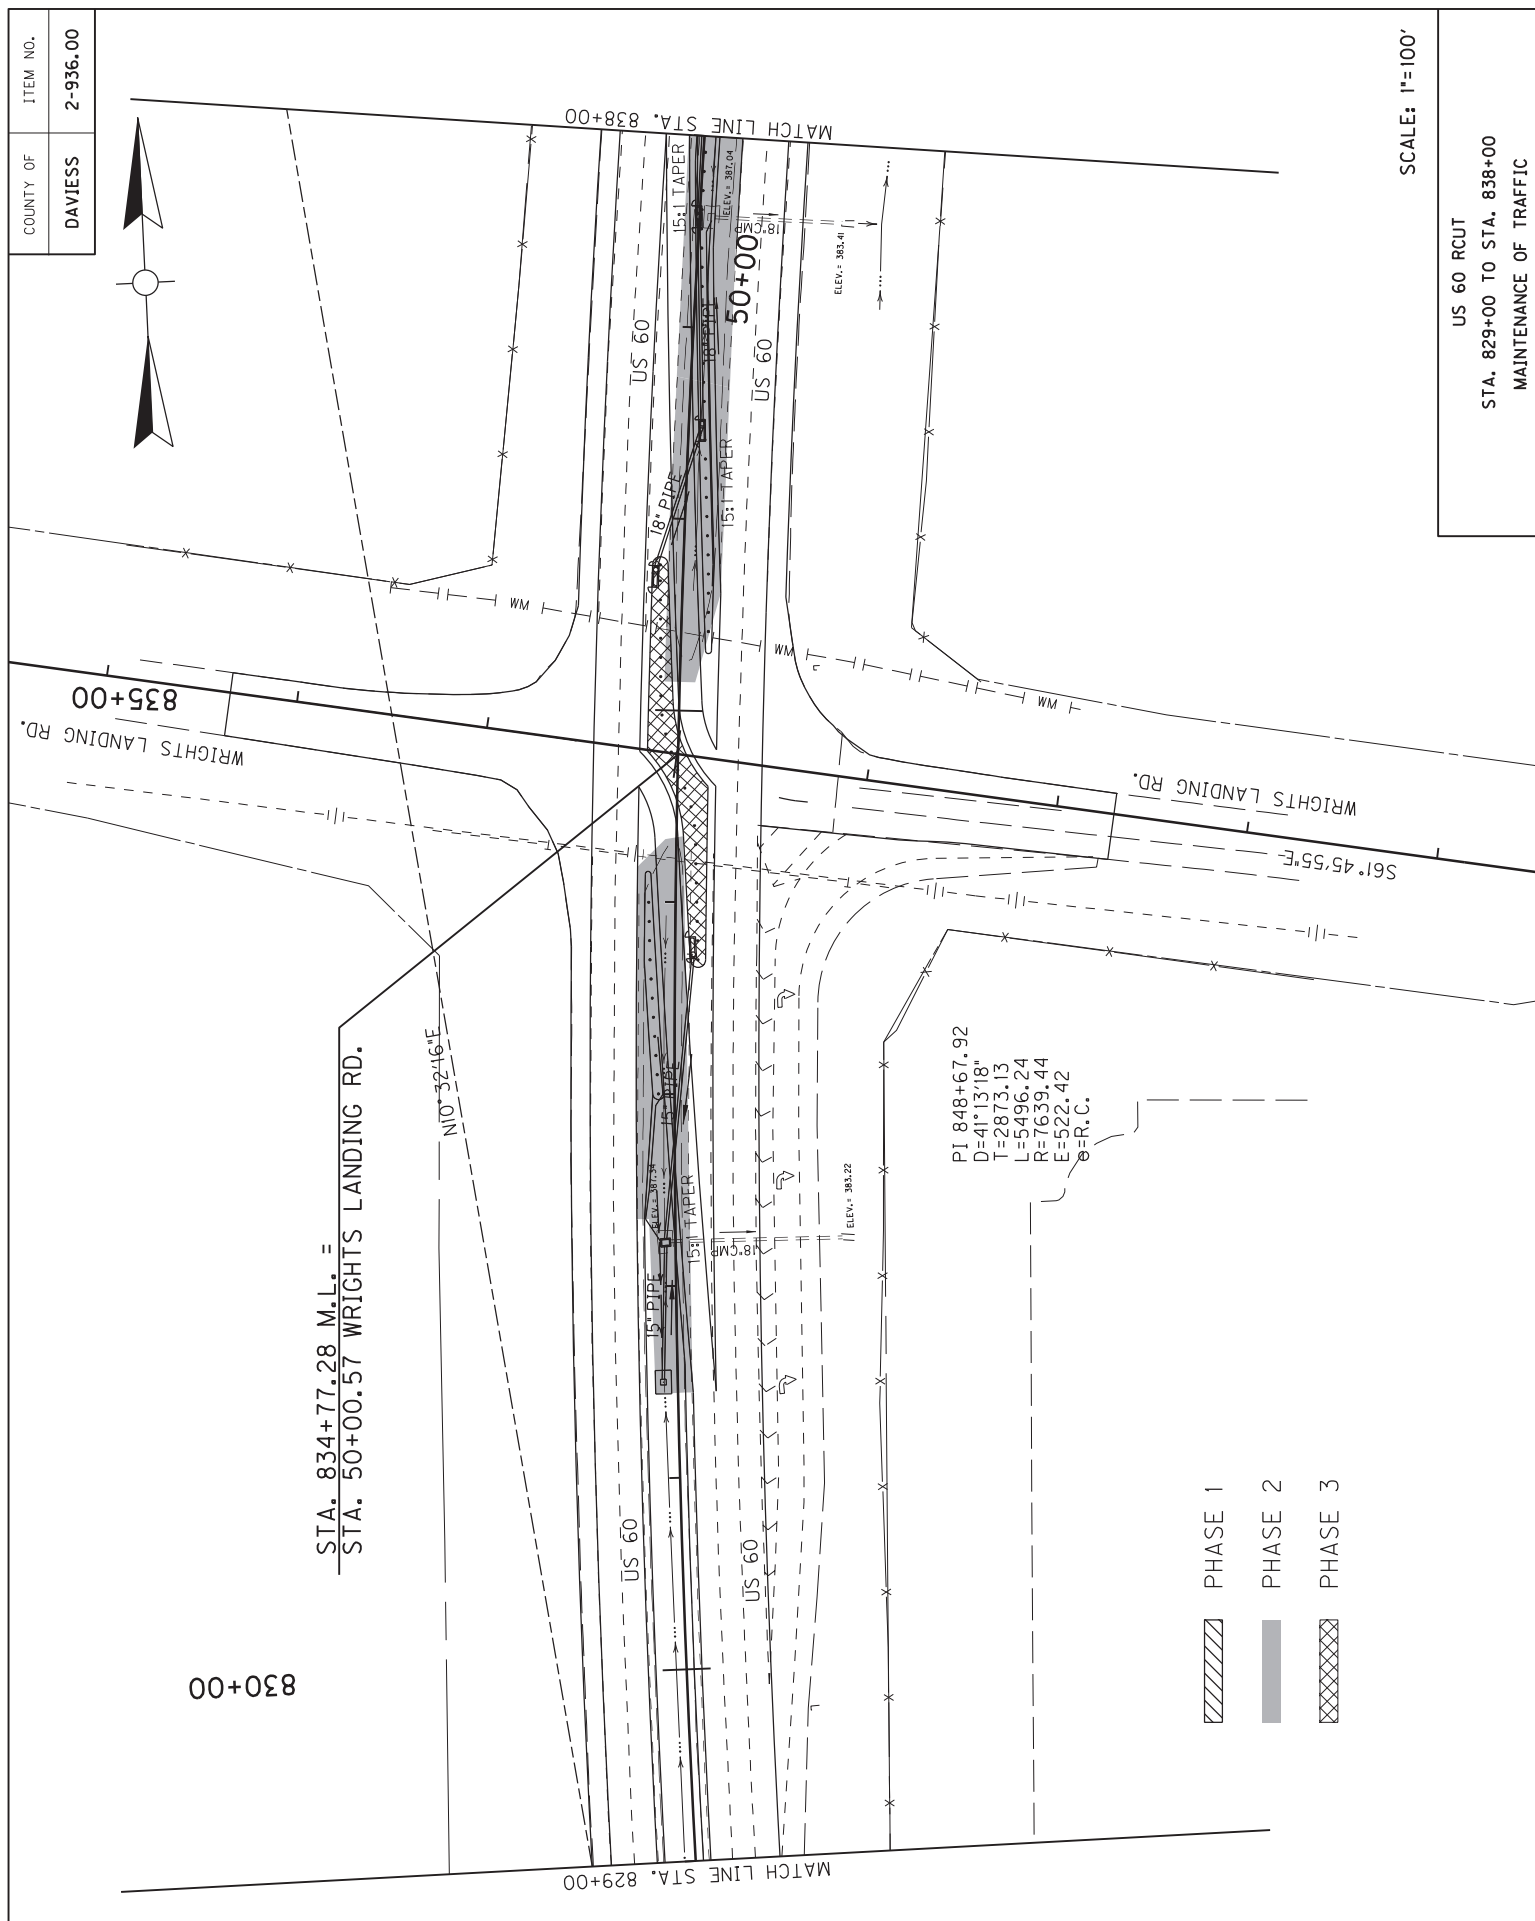 COUNTY OF
ITEM NO.
DAVIESS
2-936.00
MATCH LINE STA. 838+00
15:1 TAPER
ELEV.= 387.04
18"CMP
ELEV.= 383.41
50+00
18" PIPE
US 60
US 60
15:1 TAPER
18" PIPE
WM
WM
WM
835+00
WRIGHTS LANDING RD.
WRIGHTS LANDING RD.
S61°45'55"E
STA. 834+77.28 M.L. =
STA. 50+00.57 WRIGHTS LANDING RD.
N10°32'16"E
15" PIPE
ELEV.= 387.34
15:1 TAPER
18"CMP
ELEV.= 383.22
15" PIPE
PI 848+67.92
D=41°13'18"
T=2873.13
L=5496.24
R=7639.44
E=522.42
e=R.C.
US 60
US 60
830+00
MATCH LINE STA. 829+00
PHASE 1
PHASE 2
PHASE 3
SCALE: 1"=100'
US 60 RCUT
STA. 829+00 TO STA. 838+00
MAINTENANCE OF TRAFFIC